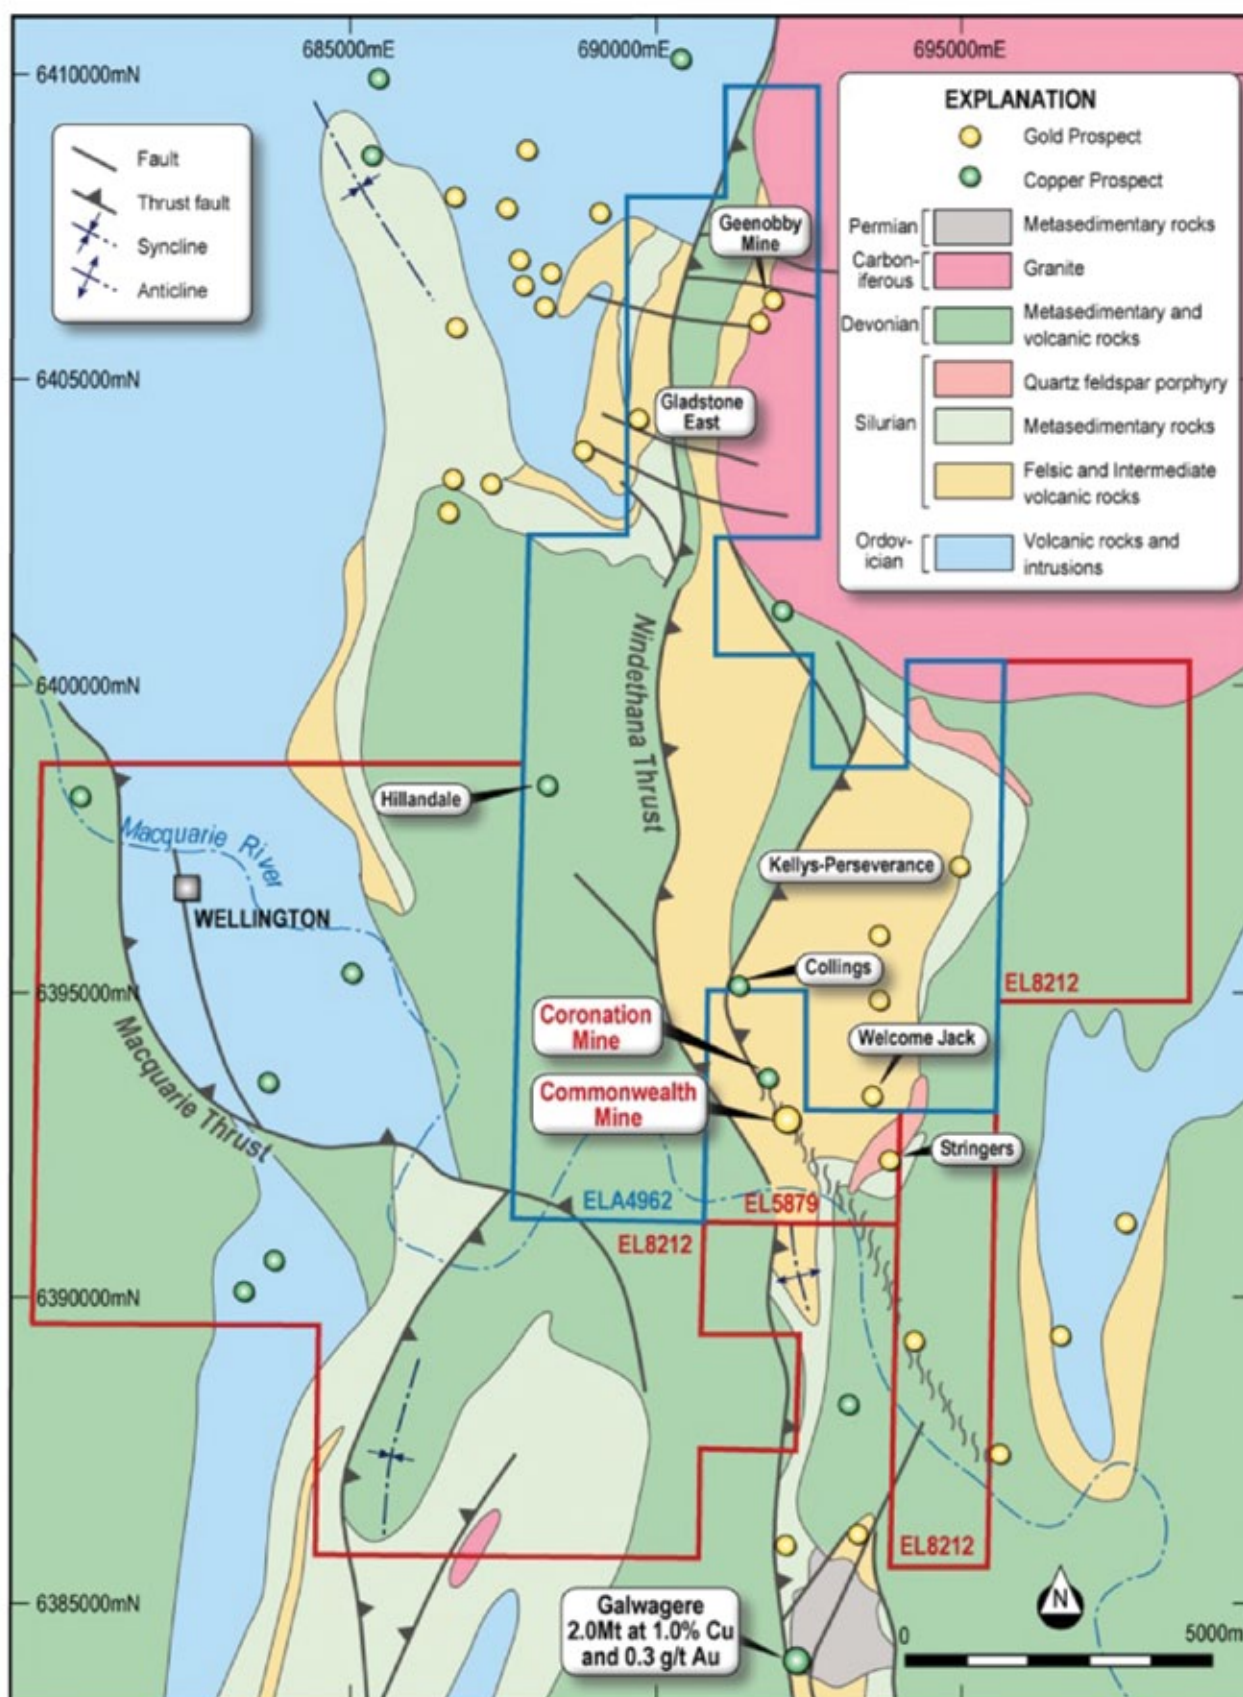 685000mE
690000mE
695000mE
6410000mN
EXPLANATION
Gold Prospect
Copper Prospect
Permian
Metasedimentary rocks
Carbon-
iferous
Granite
Devonian
Metasedimentary and
volcanic rocks
Silurian
Quartz feldspar porphyry
Metasedimentary rocks
Felsic and Intermediate
volcanic rocks
Ordov-
ician
Volcanic rocks and
intrusions
Fault
Thrust fault
Syncline
Anticline
Geenobby
Mine
6405000mN
Gladstone
East
Nindethana Thrust
6400000mN
Hillandale
Macquarie River
Kellys-Perseverance
WELLINGTON
Collings
6395000mN
EL8212
Coronation
Mine
Welcome Jack
Macquarie Thrust
Commonwealth
Mine
Stringers
ELA4962
EL5879
EL8212
6390000mN
EL8212
6385000mN
Galwagere
2.0Mt at 1.0% Cu
and 0.3 g/t Au
N
0
5000m